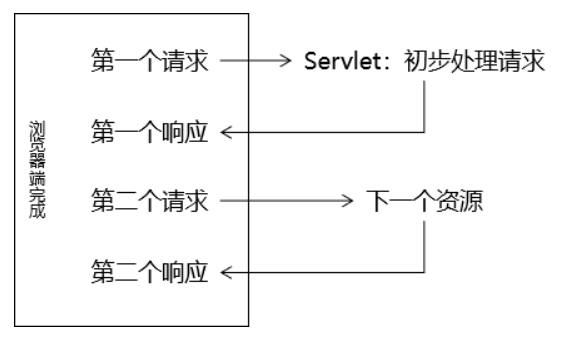 第一个请求
Servlet：初步处理请求
第一个响应
浏览器端完成
第二个请求
下一个资源
第二个响应